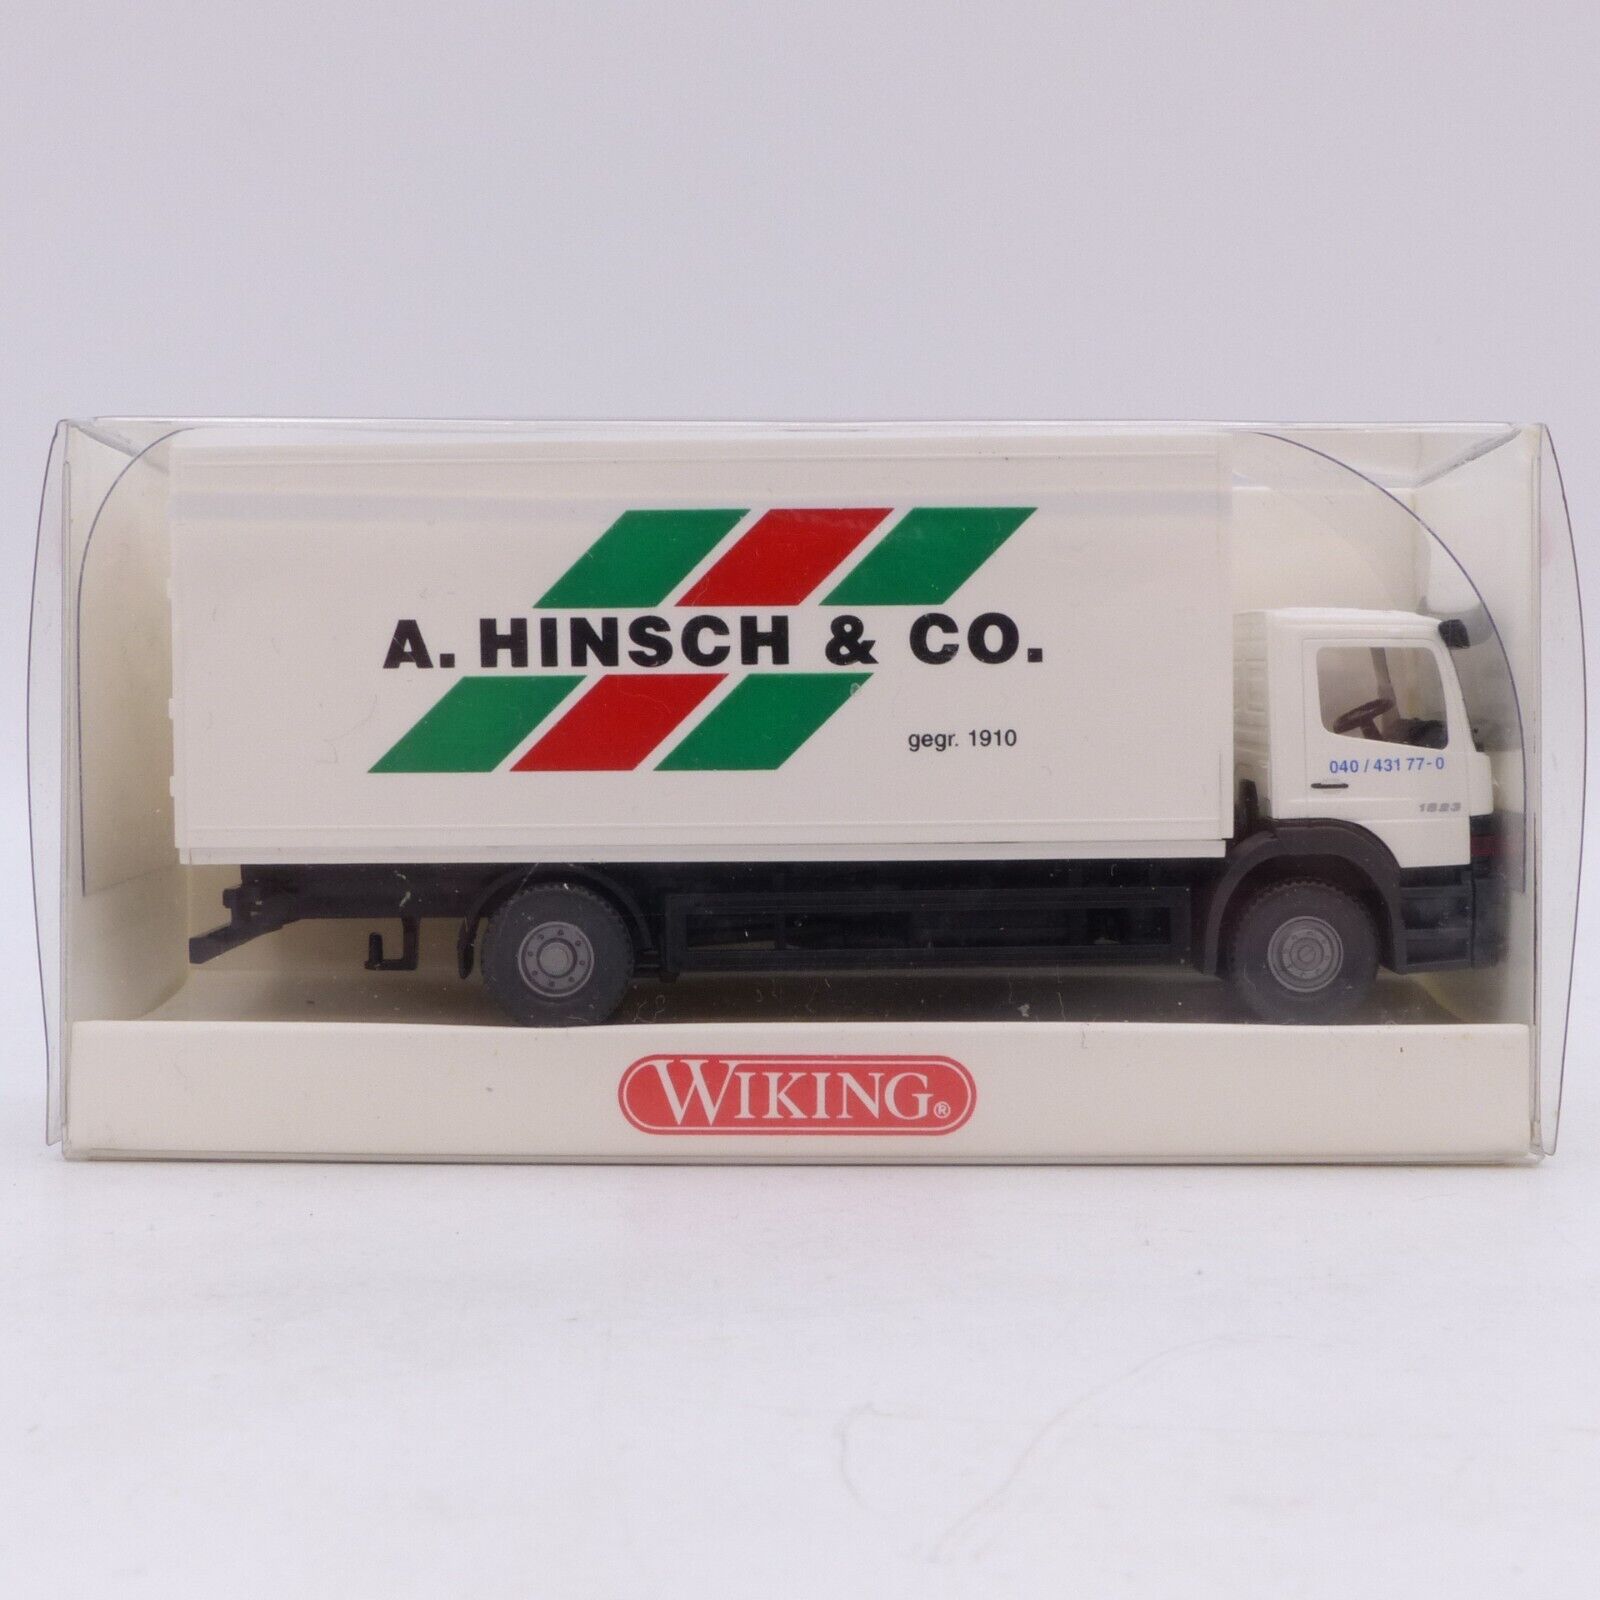 A. HINSCH & CO.
gegr. 1910
040 / 431 77-0
1823
WIKING®